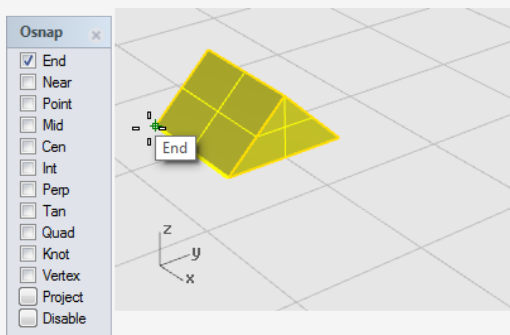 Osnap
End
Near
Point
Mid
Cen
Int
Perp
Tan
Quad
Knot
Vertex
Project
Disable
End
z
y
x